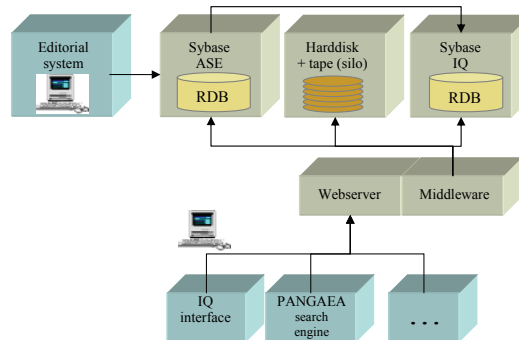 Editorial
system
Sybase
ASE
RDB
Harddisk
+ tape (silo)
Sybase
IQ
RDB
Webserver
Middleware
IQ
interface
PANGAEA
search
engine
...